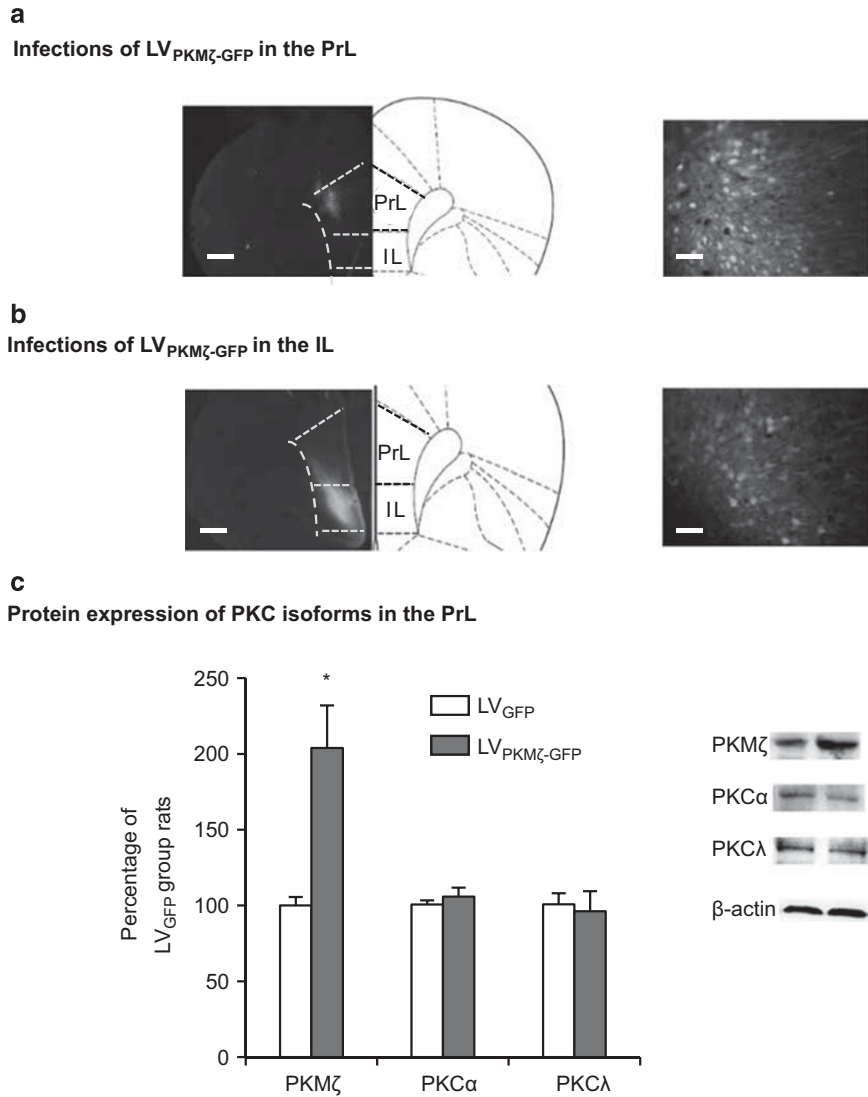 a
Infections of LVPKMζ-GFP in the PrL
PrL
IL
b
Infections of LVPKMζ-GFP in the IL
PrL
IL
c
Protein expression of PKC isoforms in the PrL
Percentage of
LVGFP group rats
250
200
150
100
50
0
*
LVGFP
LVPKMζ-GFP
PKMζ
PKCα
PKCλ
PKMζ
PKCα
PKCλ
β-actin